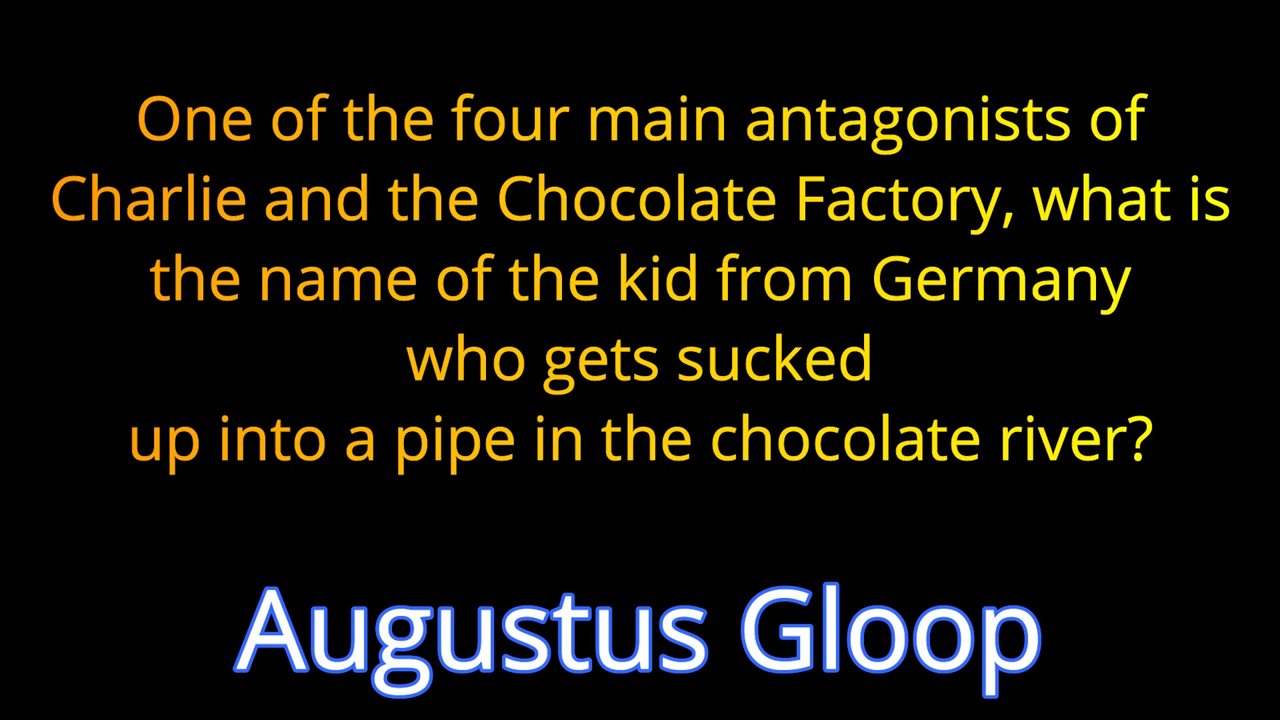 One of the four main antagonists of
Charlie and the Chocolate Factory, what is
the name of the kid from Germany
who gets sucked
up into a pipe in the chocolate river?
Augustus Gloop